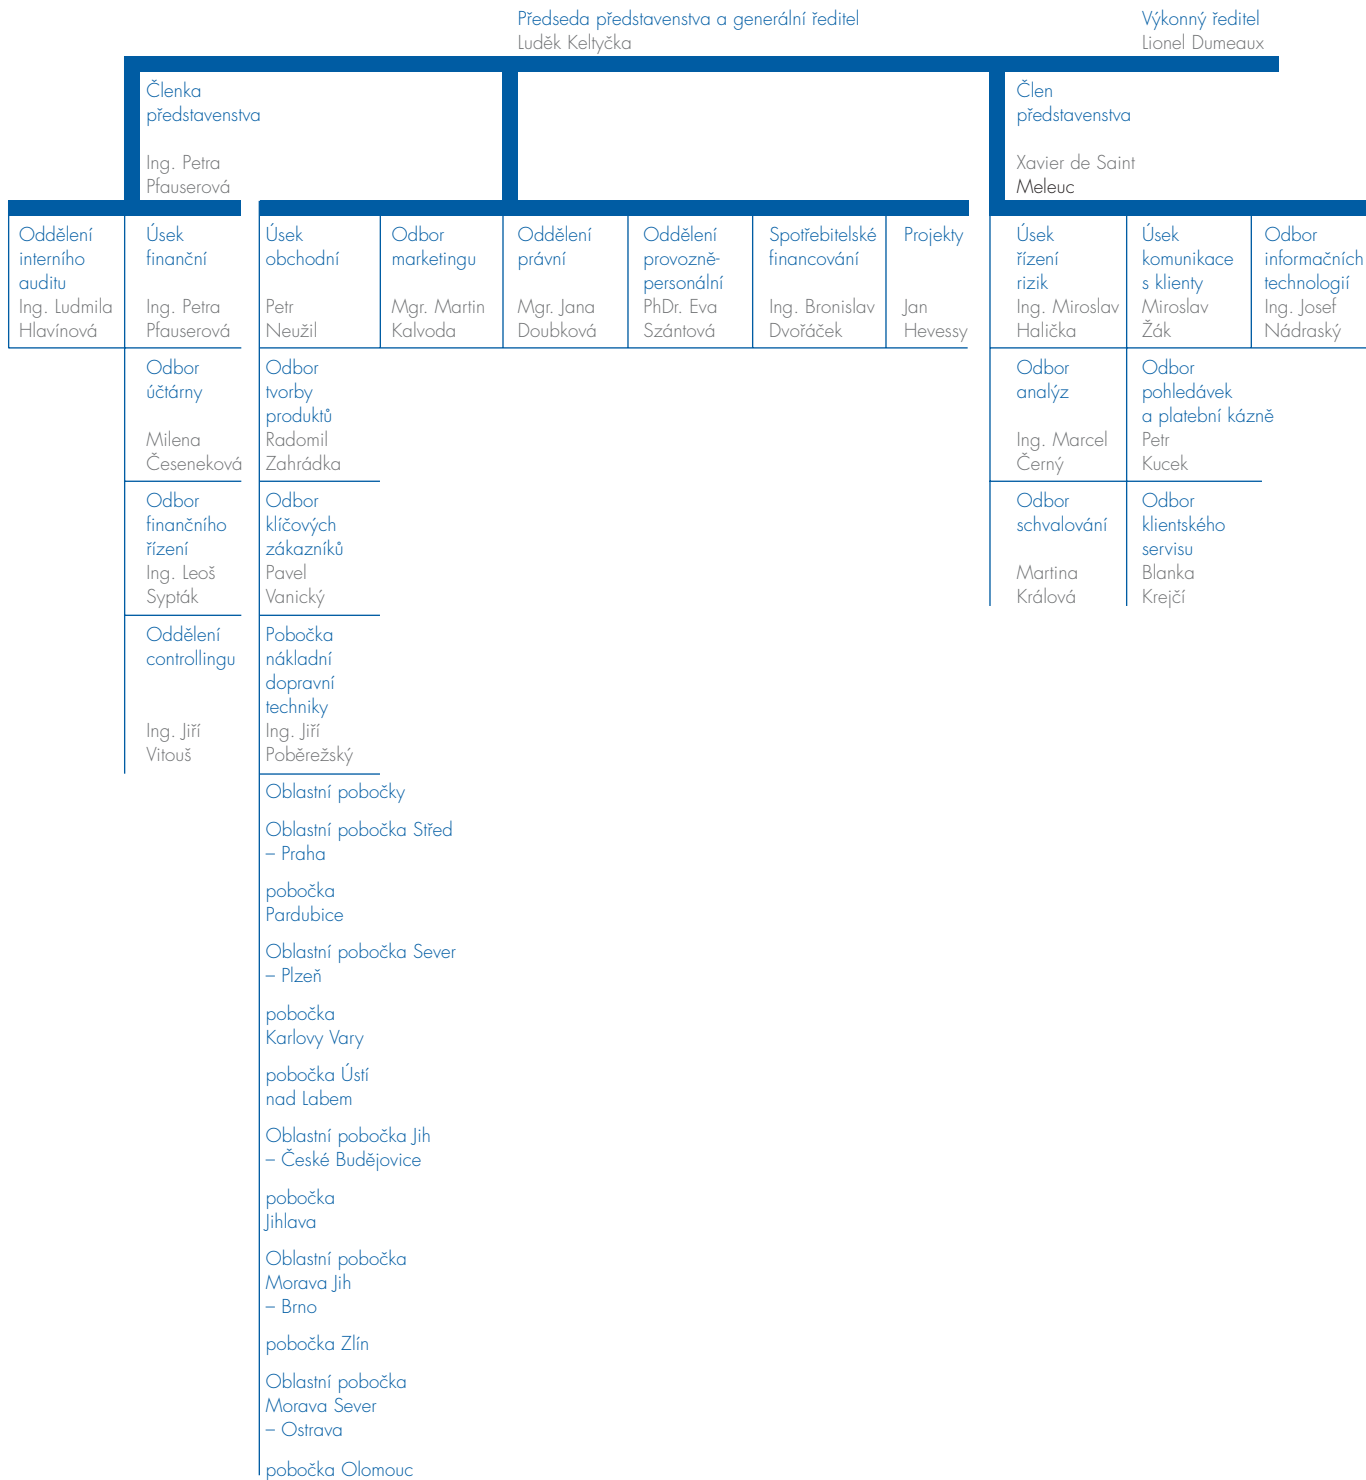 Předseda představenstva a generální ředitel
Luděk Keltyčka
Výkonný ředitel
Lionel Dumeaux
Členka
představenstva
Ing. Petra
Pfauserová
Člen
představenstva
Xavier de Saint
Meleuc
Oddělení
interního
auditu
Ing. Ludmila
Hlavínová
Úsek
finanční
Ing. Petra
Pfauserová
Úsek
obchodní
Petr
Neužil
Odbor
marketingu
Mgr. Martin
Kalvoda
Oddělení
právní
Mgr. Jana
Doubková
Oddělení
provozně-
personální
PhDr. Eva
Szántová
Spotřebitelské
financování
Ing. Bronislav
Dvořáček
Projekty
Jan
Hevessy
Úsek
řízení
rizik
Ing. Miroslav
Halička
Úsek
komunikace
s klienty
Miroslav
Žák
Odbor
informačních
technologií
Ing. Josef
Nádraský
Odbor
účtárny
Milena
Česeneková
Odbor
finančního
řízení
Ing. Leoš
Sypták
Oddělení
controllingu
Ing. Jiří
Vitouš
Odbor
tvorby
produktů
Radomil
Zahrádka
Odbor
klíčových
zákazníků
Pavel
Vanický
Pobočka
nákladní
dopravní
techniky
Ing. Jiří
Poběrežský
Oblastní pobočky
Oblastní pobočka Střed
– Praha
pobočka
Pardubice
Oblastní pobočka Sever
– Plzeň
pobočka
Karlovy Vary
pobočka Ústí
nad Labem
Oblastní pobočka Jih
– České Budějovice
pobočka
Jihlava
Oblastní pobočka
Morava Jih
– Brno
pobočka Zlín
Oblastní pobočka
Morava Sever
– Ostrava
pobočka Olomouc
Odbor
analýz
Ing. Marcel
Černý
Odbor
schvalování
Martina
Králová
Odbor
pohledávek
a platební kázně
Petr
Kucek
Odbor
klientského
servisu
Blanka
Krejčí